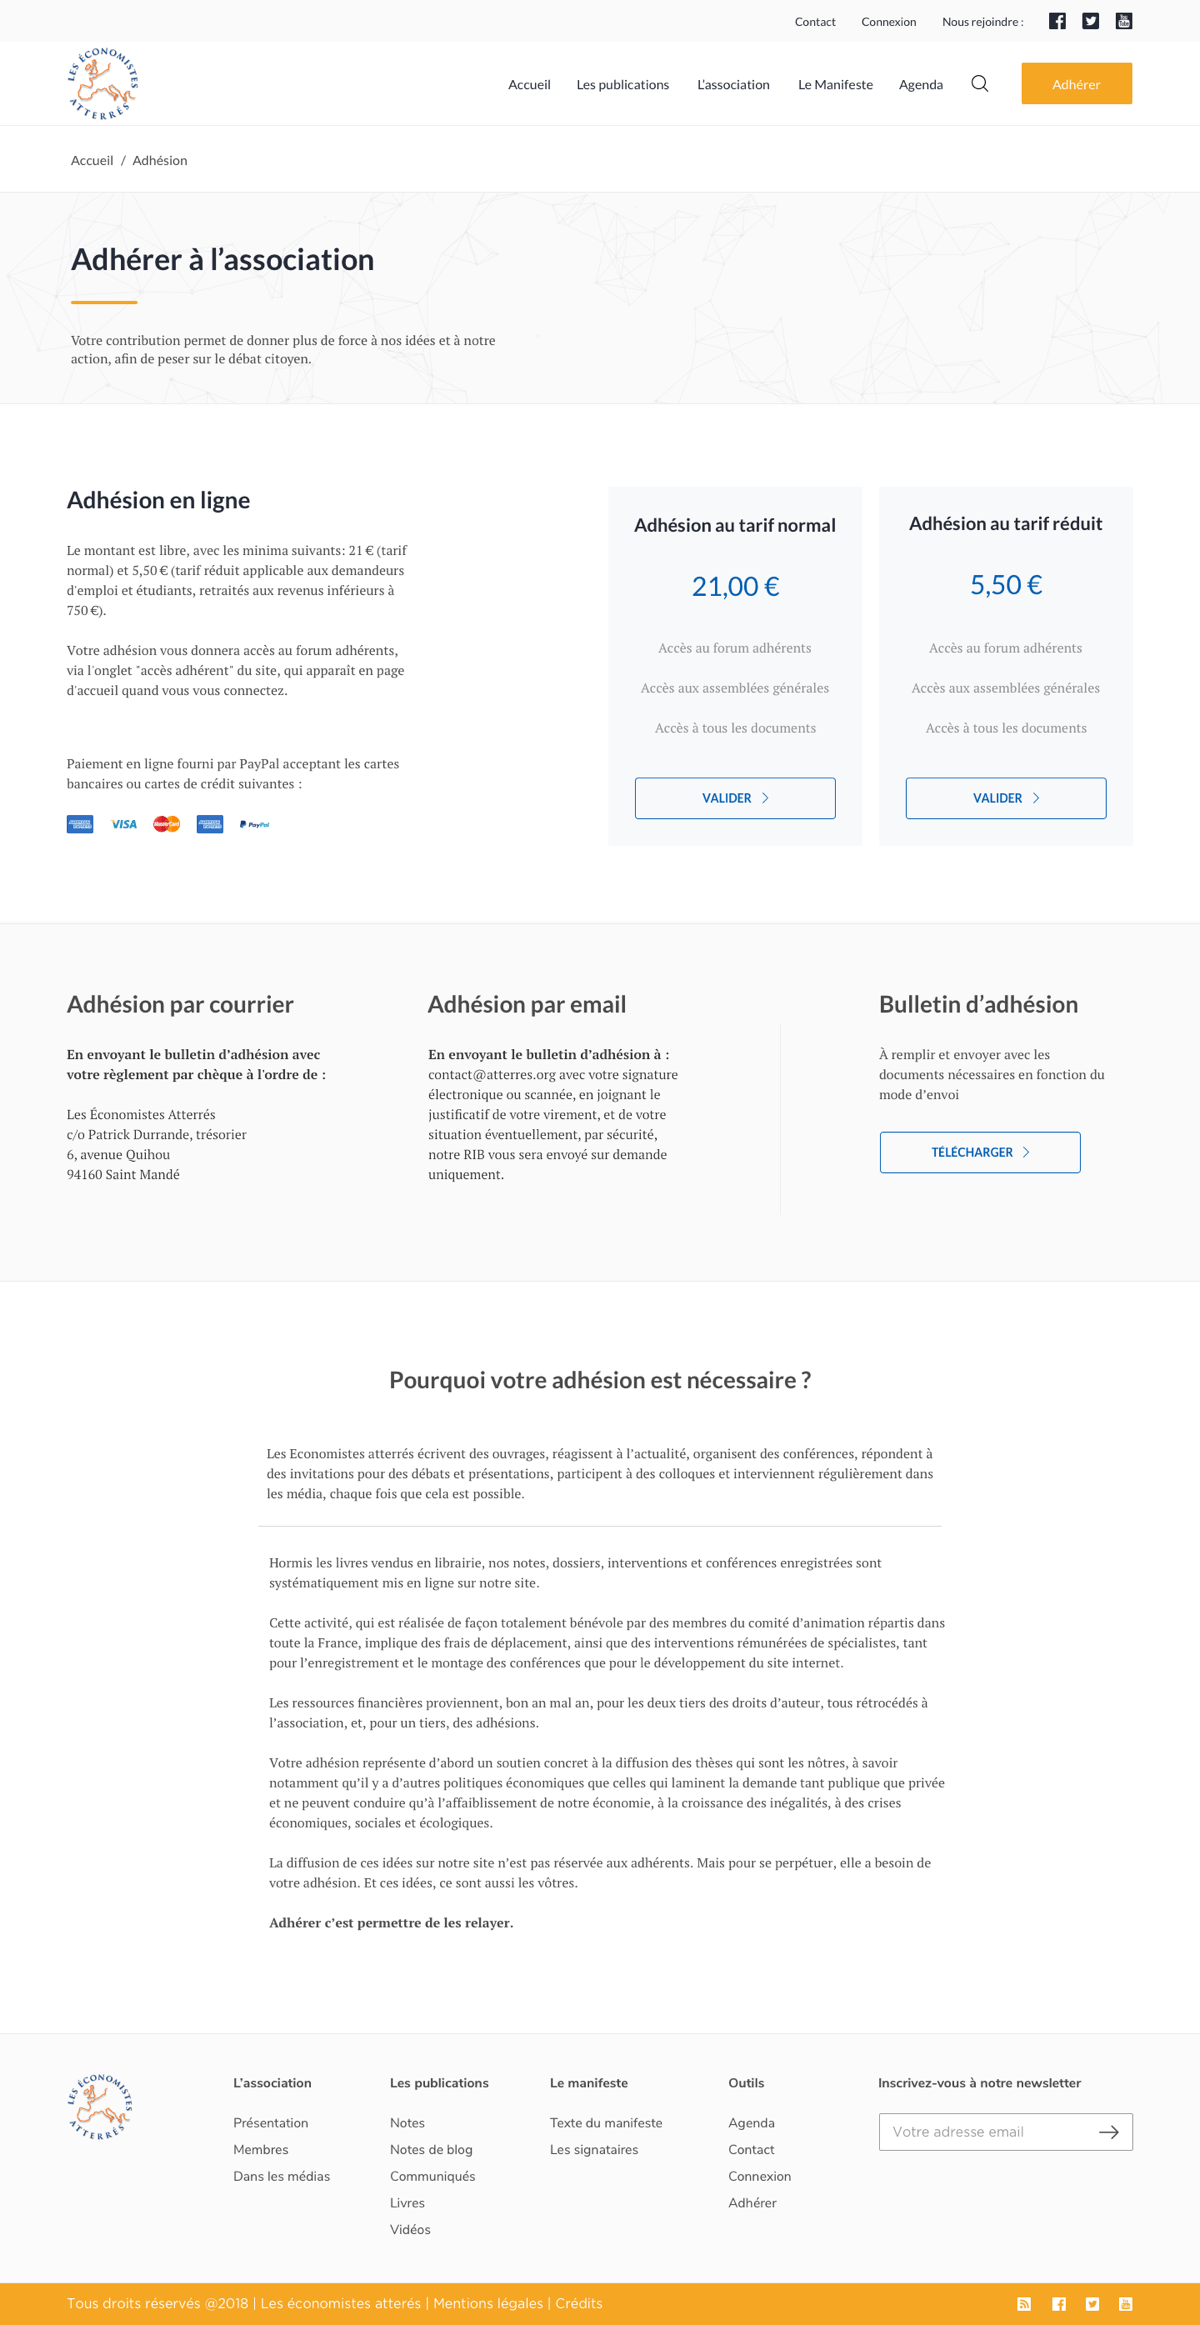 Contact Connexion Nous rejoindre :
LES ÉCONOMISTES ATTERRÉS
Accueil Les publications L’association Le Manifeste Agenda Adhérer
Accueil / Adhésion
Adhérer à l’association
Votre contribution permet de donner plus de force à nos idées et à notre
action, afin de peser sur le débat citoyen.
Adhésion en ligne
Le montant est libre, avec les minima suivants: 21 € (tarif
normal) et 5,50 € (tarif réduit applicable aux demandeurs
d'emploi et étudiants, retraités aux revenus inférieurs à
750 €).
Votre adhésion vous donnera accès au forum adhérents,
via l'onglet "accès adhérent" du site, qui apparaît en page
d'accueil quand vous vous connectez.
Paiement en ligne fourni par PayPal acceptant les cartes
bancaires ou cartes de crédit suivantes :
AMERICAN EXPRESS VISA MasterCard AMERICAN EXPRESS PayPal
Adhésion au tarif normal
21,00 €
Accès au forum adhérents
Accès aux assemblées générales
Accès à tous les documents
VALIDER
Adhésion au tarif réduit
5,50 €
Accès au forum adhérents
Accès aux assemblées générales
Accès à tous les documents
VALIDER
Adhésion par courrier
En envoyant le bulletin d’adhésion avec
votre règlement par chèque à l'ordre de :
Les Économistes Atterrés
c/o Patrick Durrande, trésorier
6, avenue Quihou
94160 Saint Mandé
Adhésion par email
En envoyant le bulletin d’adhésion à :
contact@atterres.org avec votre signature
électronique ou scannée, en joignant le
justificatif de votre virement, et de votre
situation éventuellement, par sécurité,
notre RIB vous sera envoyé sur demande
uniquement.
Bulletin d’adhésion
À remplir et envoyer avec les
documents nécessaires en fonction du
mode d’envoi
TÉLÉCHARGER
Pourquoi votre adhésion est nécessaire ?
Les Economistes atterrés écrivent des ouvrages, réagissent à l’actualité, organisent des conférences, répondent à
des invitations pour des débats et présentations, participent à des colloques et interviennent régulièrement dans
les média, chaque fois que cela est possible.
Hormis les livres vendus en librairie, nos notes, dossiers, interventions et conférences enregistrées sont
systématiquement mis en ligne sur notre site.
Cette activité, qui est réalisée de façon totalement bénévole par des membres du comité d’animation répartis dans
toute la France, implique des frais de déplacement, ainsi que des interventions rémunérées de spécialistes, tant
pour l’enregistrement et le montage des conférences que pour le développement du site internet.
Les ressources financières proviennent, bon an mal an, pour les deux tiers des droits d’auteur, tous rétrocédés à
l’association, et, pour un tiers, des adhésions.
Votre adhésion représente d’abord un soutien concret à la diffusion des thèses qui sont les nôtres, à savoir
notamment qu’il y a d’autres politiques économiques que celles qui laminent la demande tant publique que privée
et ne peuvent conduire qu’à l’affaiblissement de notre économie, à la croissance des inégalités, à des crises
économiques, sociales et écologiques.
La diffusion de ces idées sur notre site n’est pas réservée aux adhérents. Mais pour se perpétuer, elle a besoin de
votre adhésion. Et ces idées, ce sont aussi les vôtres.
Adhérer c’est permettre de les relayer.
LES ÉCONOMISTES ATTERRÉS
L’association
Présentation
Membres
Dans les médias
Les publications
Notes
Notes de blog
Communiqués
Livres
Vidéos
Le manifeste
Texte du manifeste
Les signataires
Outils
Agenda
Contact
Connexion
Adhérer
Inscrivez-vous à notre newsletter
Votre adresse email
Tous droits réservés @2018 | Les économistes atterés | Mentions légales | Crédits